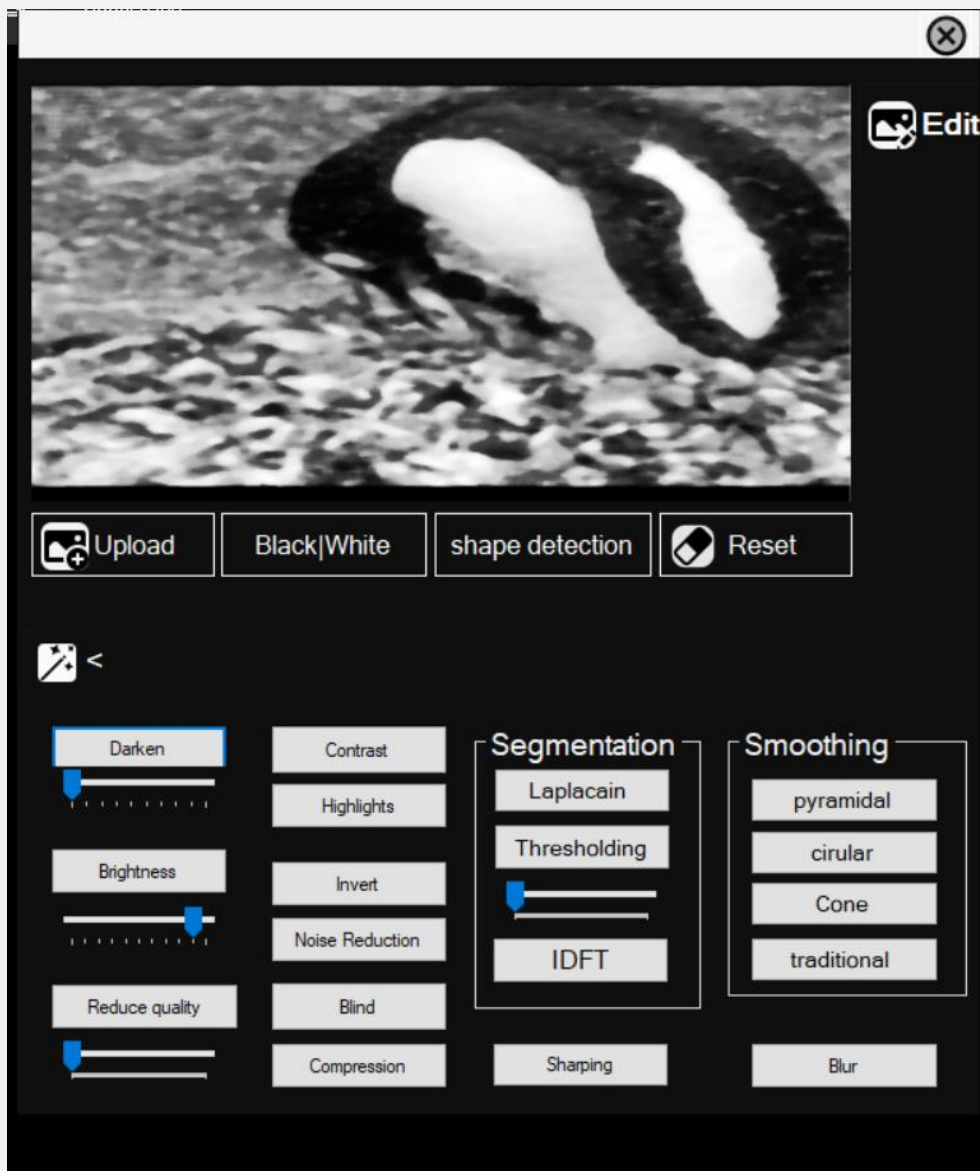 Edit
Upload
Black|White
shape detection
Reset
<
Darken
Contrast
Highlights
Brightness
Invert
Noise Reduction
Reduce quality
Blind
Compression
Segmentation
Laplacain
Thresholding
IDFT
Sharping
Smoothing
pyramidal
cirular
Cone
traditional
Blur